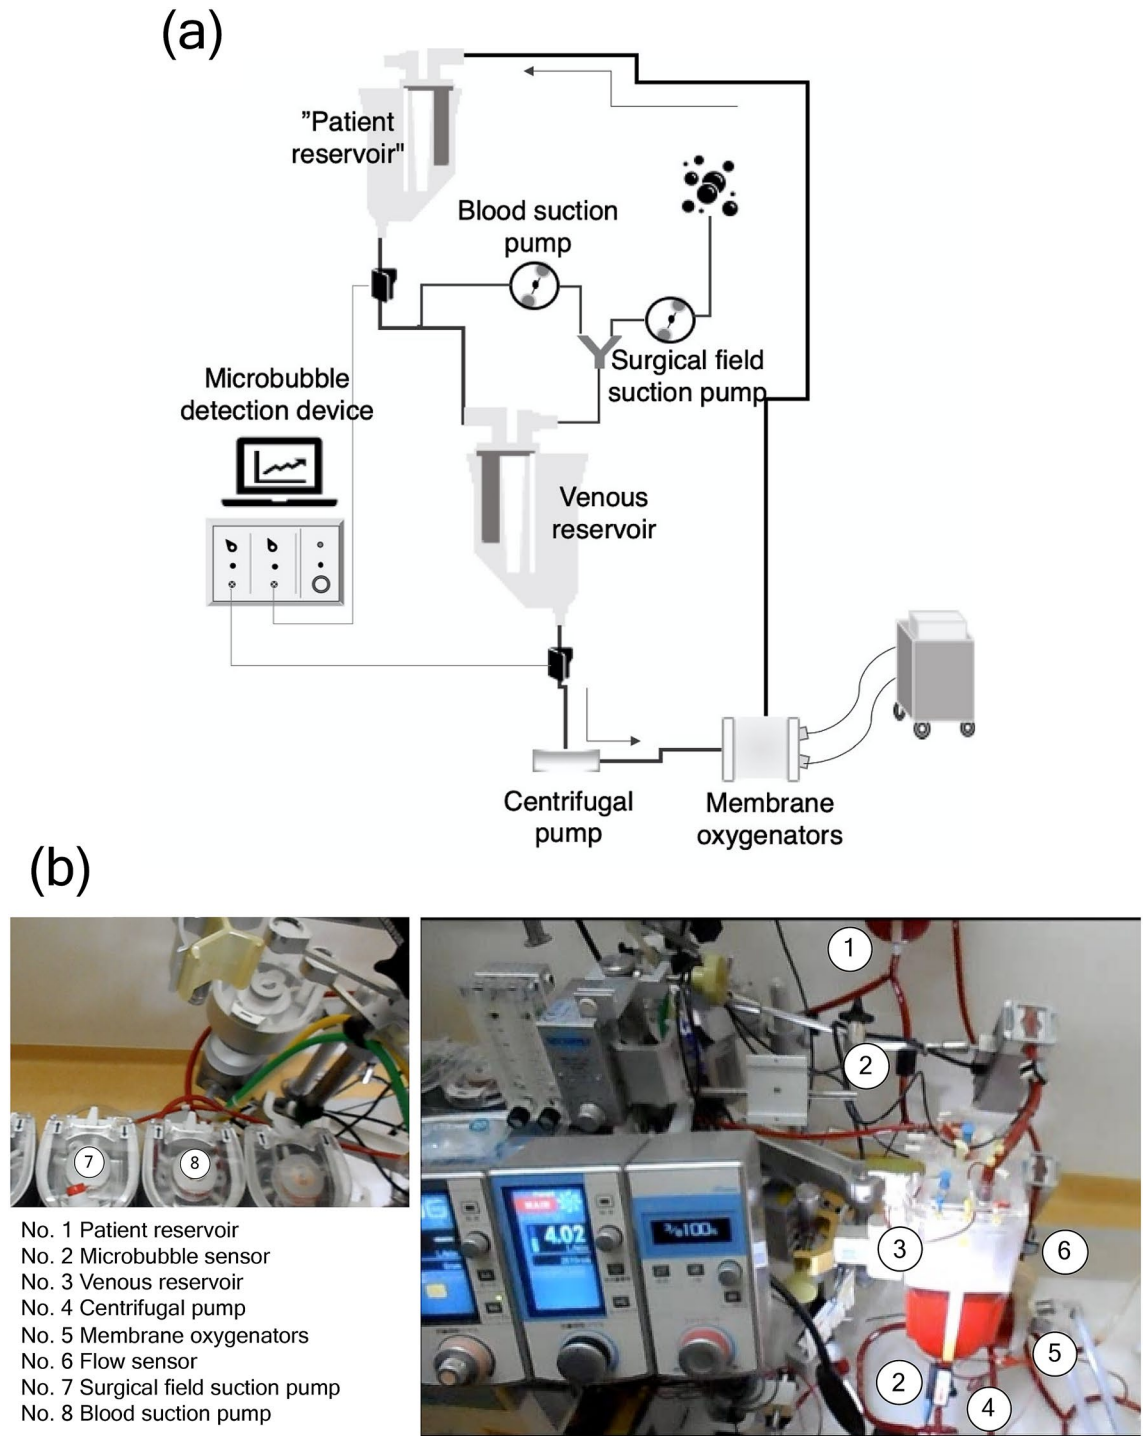 (a)
”Patient
reservoir"
Blood suction
pump
Surgical field
suction pump
Microbubble
detection device
Venous
reservoir
Centrifugal
pump
Membrane
oxygenators
(b)
7
8
1
2
MAIN
4.02
100%
3
6
5
2
4
No. 1 Patient reservoir
No. 2 Microbubble sensor
No. 3 Venous reservoir
No. 4 Centrifugal pump
No. 5 Membrane oxygenators
No. 6 Flow sensor
No. 7 Surgical field suction pump
No. 8 Blood suction pump